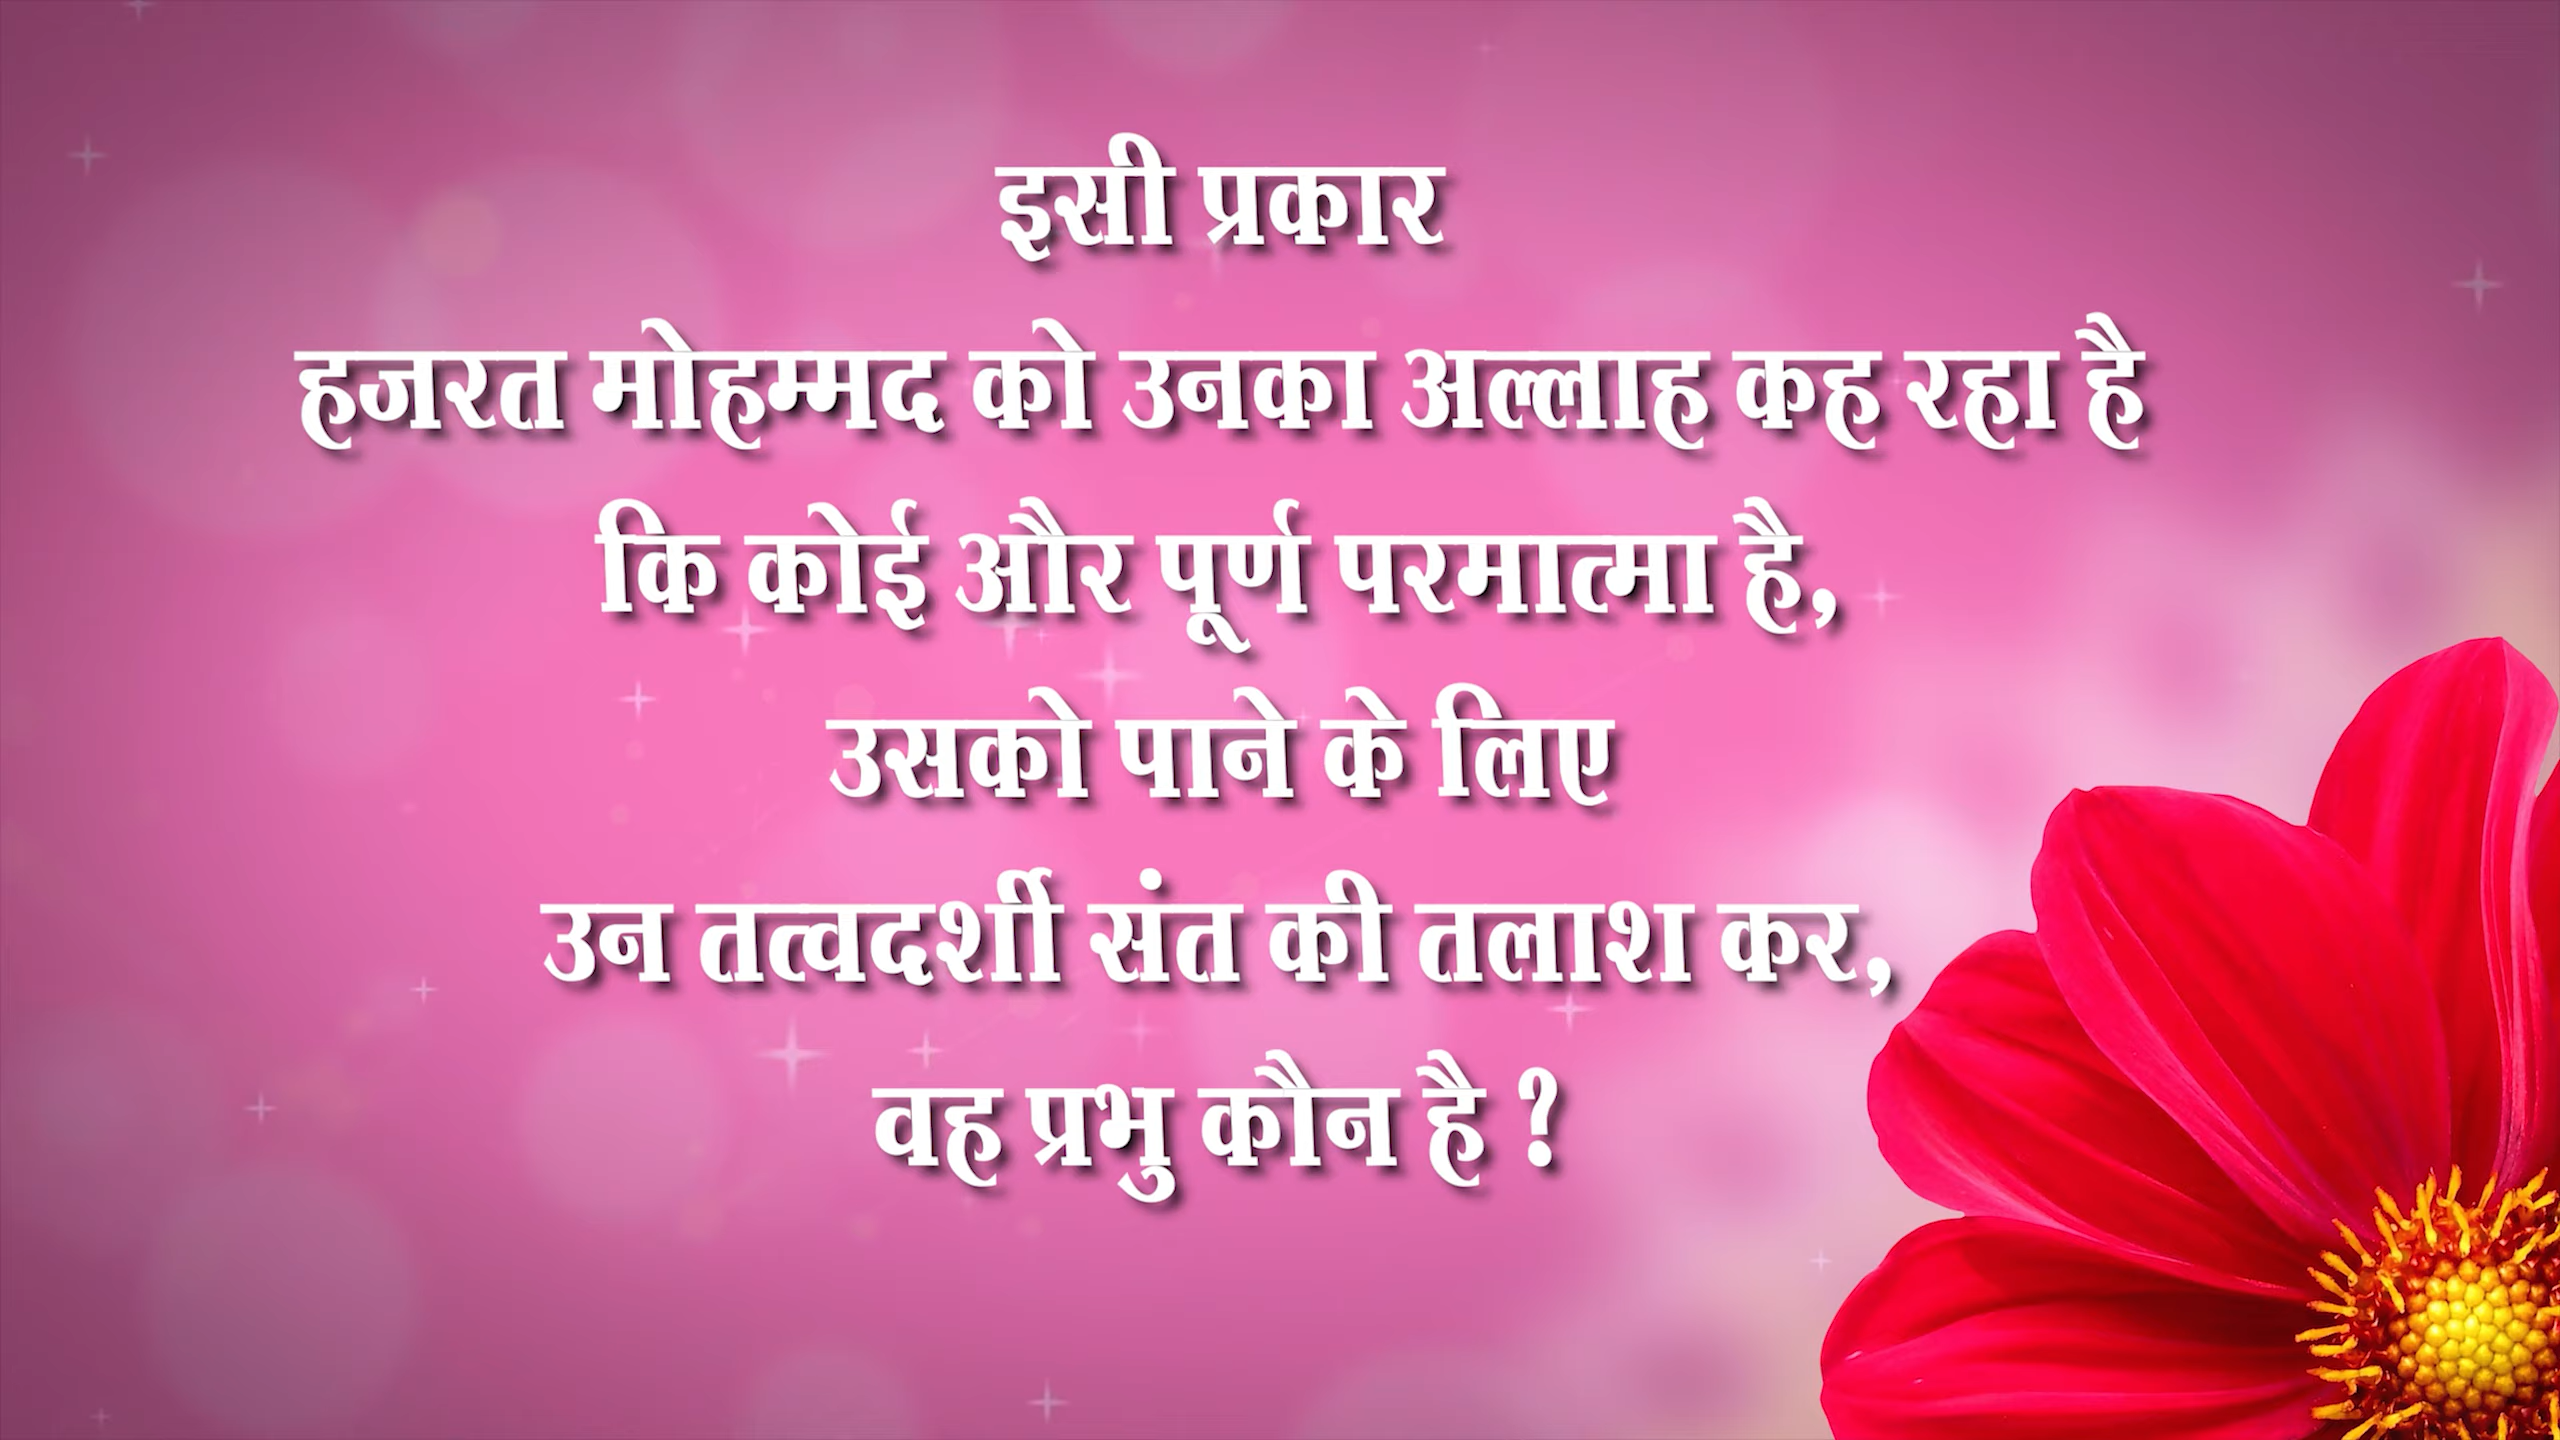 इसी प्रकार
हजरत मोहम्मद को उनका अल्लाह कह रहा है
कि कोई और पूर्ण परमात्मा है,
उसको पाने के लिए
उन तत्वदर्शी संत की तलाश कर,
वह प्रभु कौन है ?